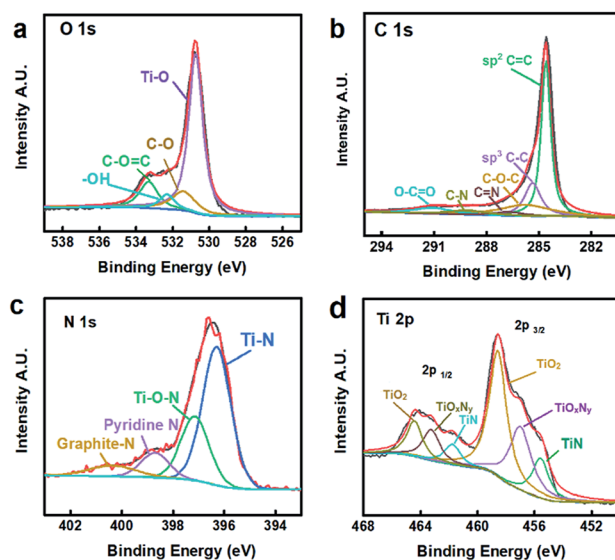 a
O 1s
Ti-O
C-O
C-O=C
-OH
Intensity A.U.
538 536 534 532 530 528 526
Binding Energy (eV)
b
C 1s
sp² C=C
sp³ C-C
C-O-C
C=N
C-N
O-C=O
Intensity A.U.
294 291 288 285 282
Binding Energy (eV)
c
N 1s
Ti-N
Ti-O-N
Pyridine N
Graphite-N
Intensity A.U.
402 400 398 396 394
Binding Energy (eV)
d
Ti 2p
2p 3/2
2p 1/2
TiO₂
TiO₂
TiOₓNᵧ
TiN
TiOₓNᵧ
TiN
Intensity A.U.
468 464 460 456 452
Binding Energy (eV)